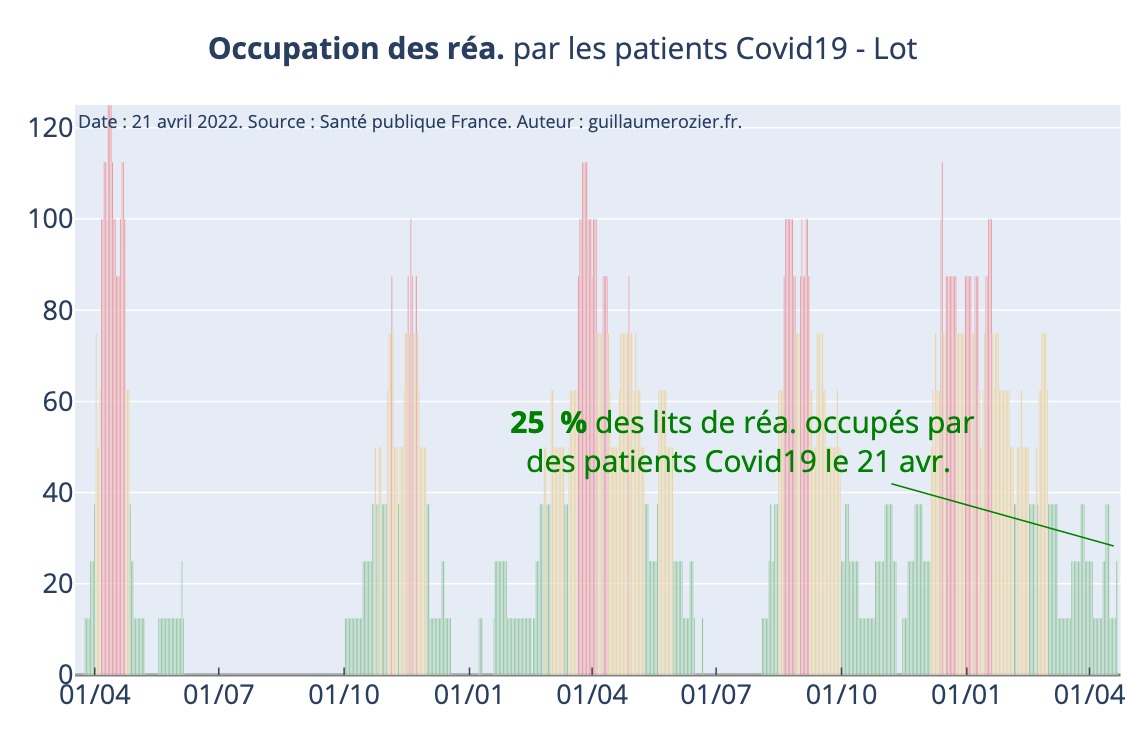 Occupation des réa. par les patients Covid19 - Lot
120
Date : 21 avril 2022. Source : Santé publique France. Auteur : guillaumerozier.fr.
100
80
60
25 % des lits de réa. occupés par
des patients Covid19 le 21 avr.
40
20
0
01/04 01/07 01/10 01/01 01/04 01/07 01/10 01/01 01/04